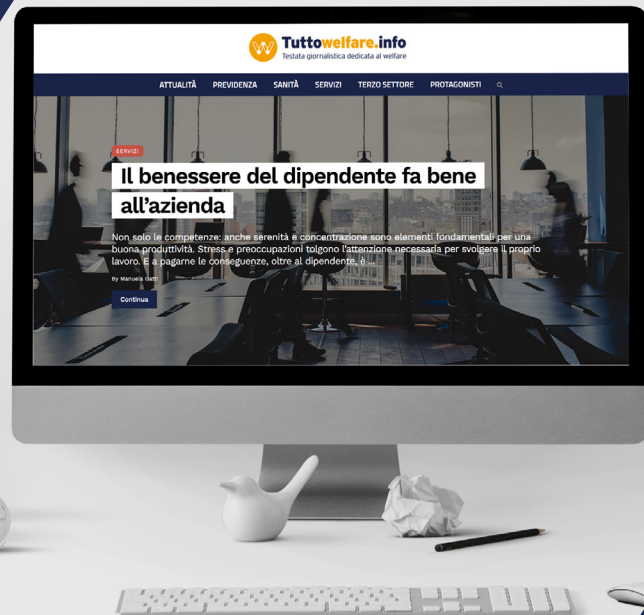 Tuttowelfare.info
Testata giornalistica dedicata al welfare
ATTUALITÀ PREVIDENZA SANITÀ SERVIZI TERZO SETTORE PROTAGONISTI
SERVIZI
Il benessere del dipendente fa bene
all'azienda
Non solo le competenze: anche serenità e concentrazione sono elementi fondamentali per una
buona produttività. Stress e preoccupazioni tolgono l'attenzione necessaria per svolgere il proprio
lavoro. E a pagarne le conseguenze, oltre al dipendente, è ...
By Manuela Gatti
Continua